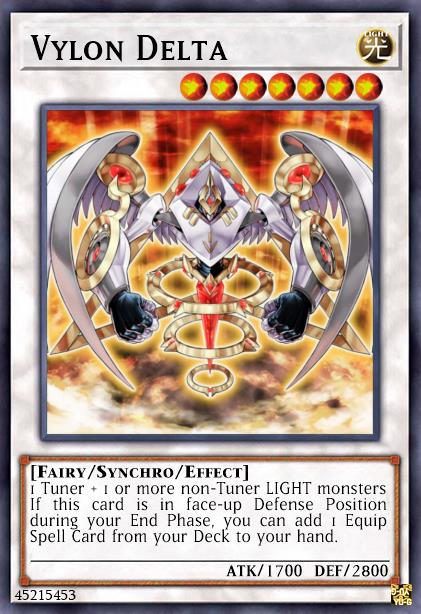 Vylon Delta
LIGHT
光
[Fairy/Synchro/Effect]
1 Tuner + 1 or more non-Tuner LIGHT monsters
If this card is in face-up Defense Position
during your End Phase, you can add 1 Equip
Spell Card from your Deck to your hand.
ATK/1700 DEF/2800
45215453